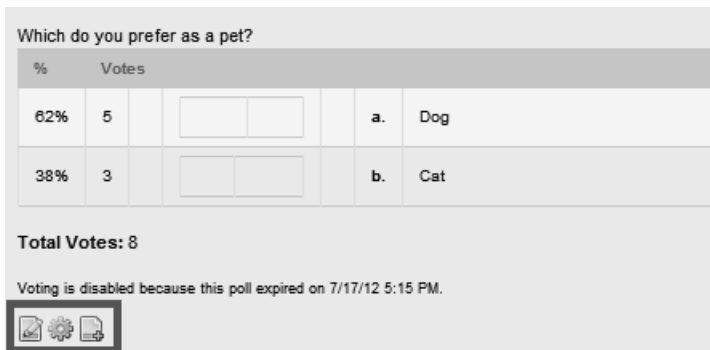 Which do you prefer as a pet?
% Votes
62% 5 a. Dog
38% 3 b. Cat
Total Votes: 8
Voting is disabled because this poll expired on 7/17/12 5:15 PM.